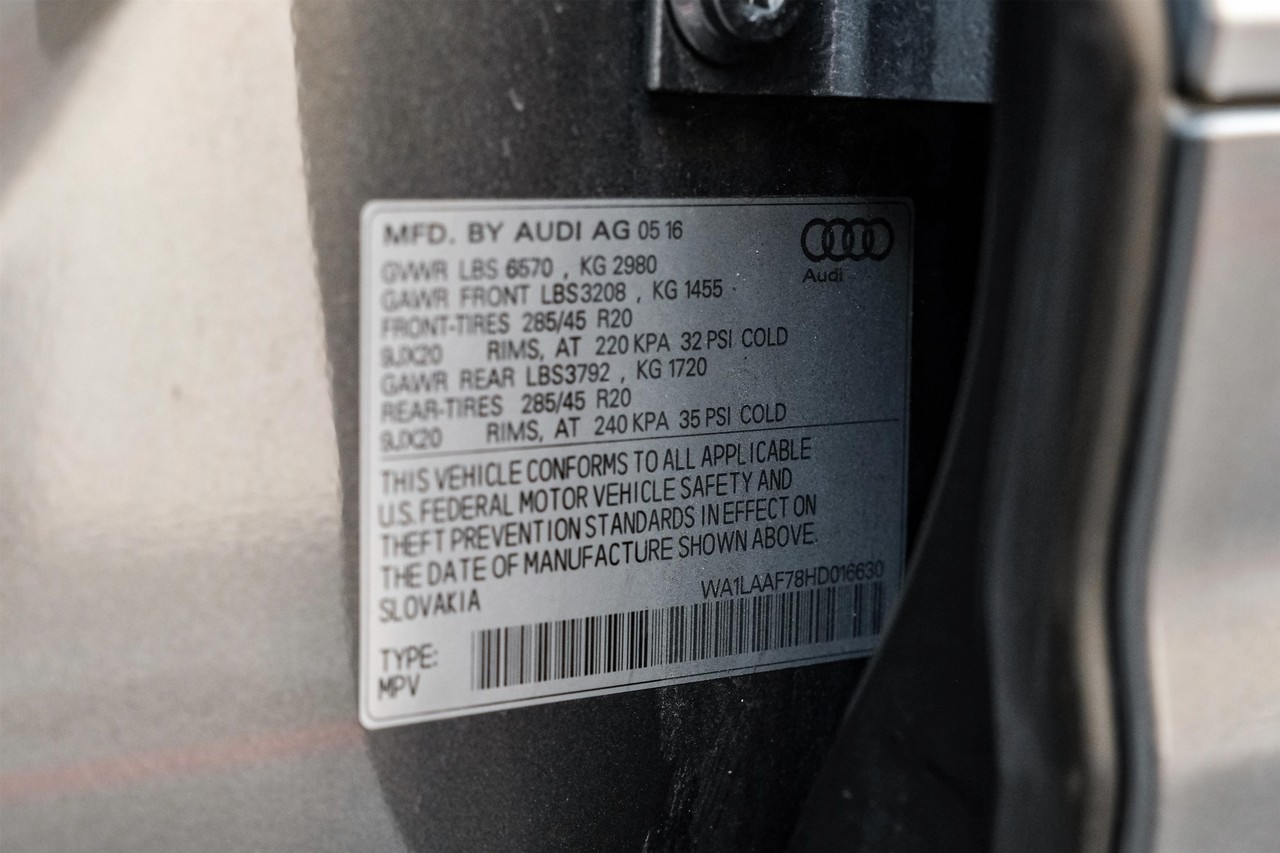 MFD. BY AUDI AG 05 16
Audi
GVWR LBS 6570 , KG 2980
GAWR FRONT LBS3208 , KG 1455
FRONT-TIRES 285/45 R20
9JX20 RIMS, AT 220 KPA 32 PSI COLD
GAWR REAR LBS3792 , KG 1720
REAR-TIRES 285/45 R20
9JX20 RIMS, AT 240 KPA 35 PSI COLD
THIS VEHICLE CONFORMS TO ALL APPLICABLE
U.S. FEDERAL MOTOR VEHICLE SAFETY AND
THEFT PREVENTION STANDARDS IN EFFECT ON
THE DATE OF MANUFACTURE SHOWN ABOVE.
SLOVAKIA WA1LAAF78HD016630
TYPE:
MPV